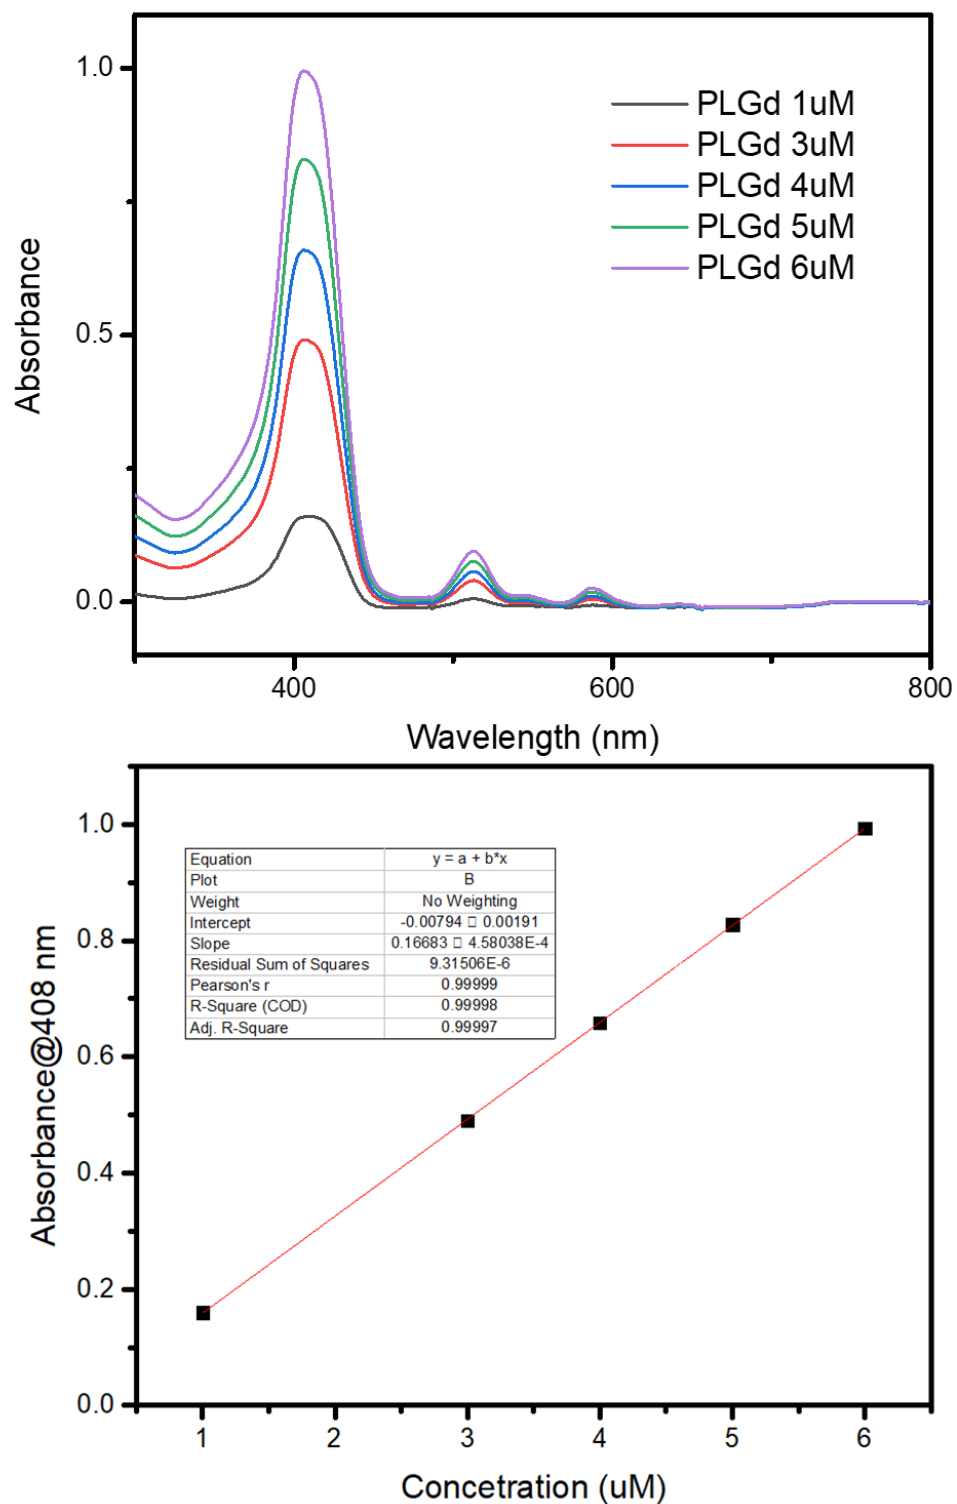 1.0
0.5
0.0
Absorbance
PLGd 1uM
PLGd 3uM
PLGd 4uM
PLGd 5uM
PLGd 6uM
400 600 800
Wavelength (nm)
1.0
0.8
0.6
0.4
0.2
0.0
Absorbance@408 nm
Equation y = a + b*x
Plot B
Weight No Weighting
Intercept -0.00794 □ 0.00191
Slope 0.16683 □ 4.58038E-4
Residual Sum of Squares 9.31506E-6
Pearson's r 0.99999
R-Square (COD) 0.99998
Adj. R-Square 0.99997
1 2 3 4 5 6
Concetration (uM)